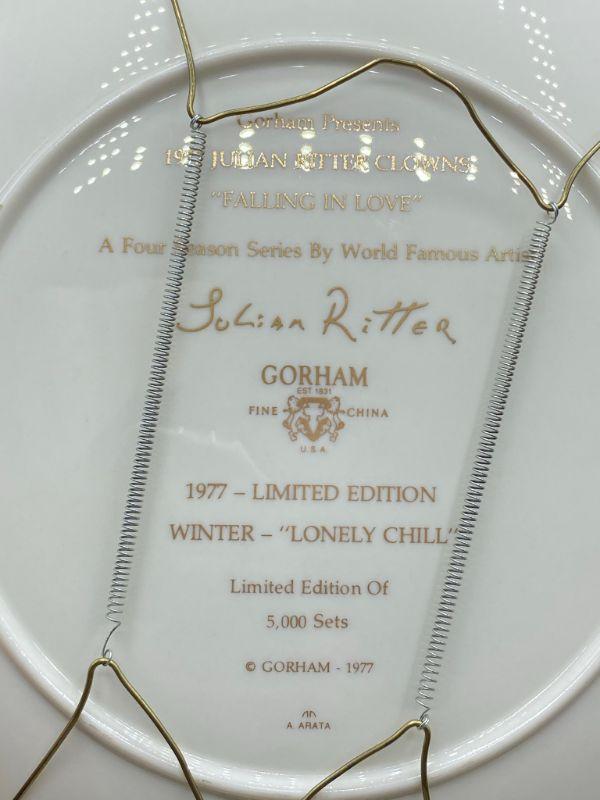 Gorham Presents
JULIAN RITTER CLOWNS
"FALLING IN LOVE"
A Four Season Series By World Famous
Julian Ritter
GORHAM
EST. 1831
FINE CHINA
U.S.A.
1977 – LIMITED EDITION
WINTER – "LONELY CHILL"
Limited Edition Of
5,000 Sets
© GORHAM - 1977
A. ARATA